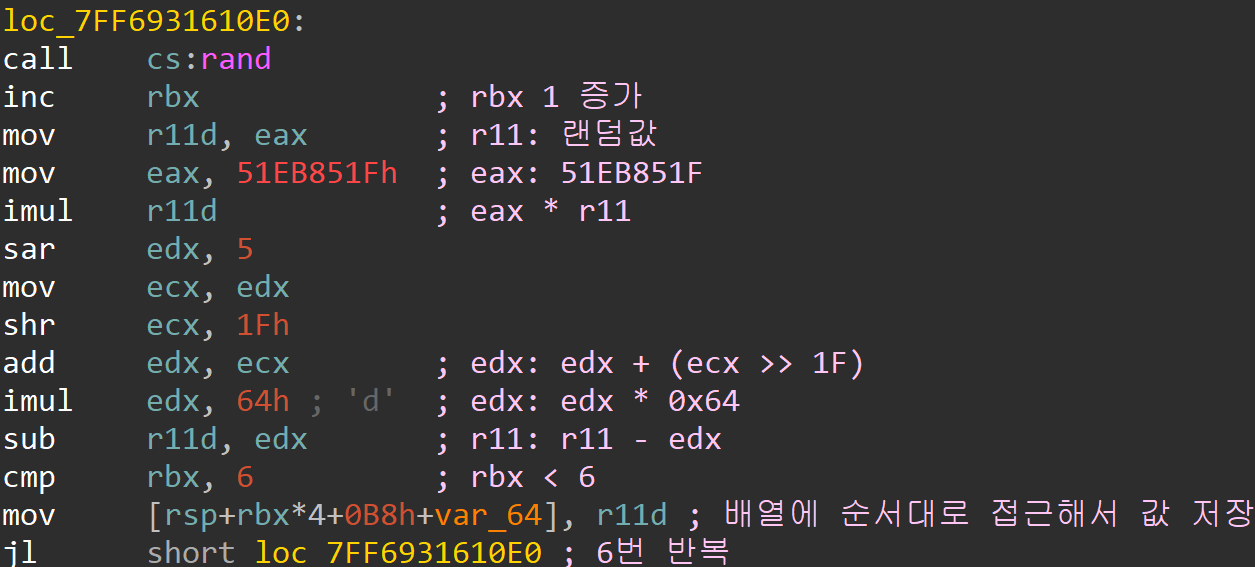 loc_7FF6931610E0:
call cs:rand
inc rbx ; rbx 1 증가
mov r11d, eax ; r11: 랜덤값
mov eax, 51EB851Fh ; eax: 51EB851F
imul r11d ; eax * r11
sar edx, 5
mov ecx, edx
shr ecx, 1Fh
add edx, ecx ; edx: edx + (ecx >> 1F)
imul edx, 64h ; 'd' ; edx: edx * 0x64
sub r11d, edx ; r11: r11 - edx
cmp rbx, 6 ; rbx < 6
mov [rsp+rbx*4+0B8h+var_64], r11d ; 배열에 순서대로 접근해서 값 저장
jl short loc_7FF6931610E0 ; 6번 반복